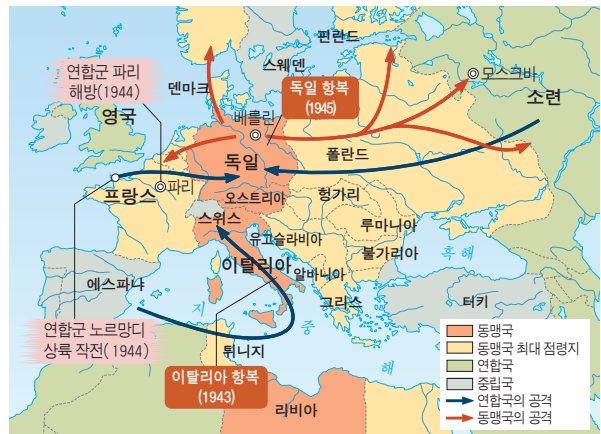 핀란드
스웨덴
연합군 파리
해방(1944)
덴마크
모스크바
독일 항복
(1945)
소련
영국
베를린
독일
폴란드
파리
프랑스
오스트리아
헝가리
스위스
루마니아
유고슬라비아
불가리아
흑해
이탈리아
알바니아
에스파냐
그리스
터키
지 중 해
연합군 노르망디
상륙 작전(1944)
튀니지
이탈리아 항복
(1943)
리비아
동맹국
동맹국 최대 점령지
연합국
중립국
연합국의 공격
동맹국의 공격